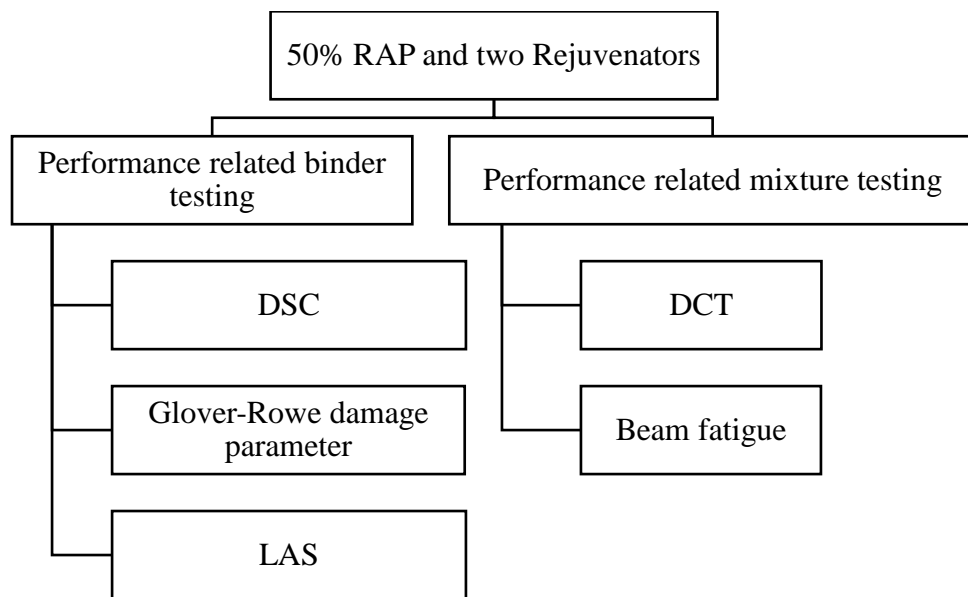 50% RAP and two Rejuvenators
Performance related binder
testing
Performance related mixture testing
DSC
DCT
Glover-Rowe damage
parameter
Beam fatigue
LAS